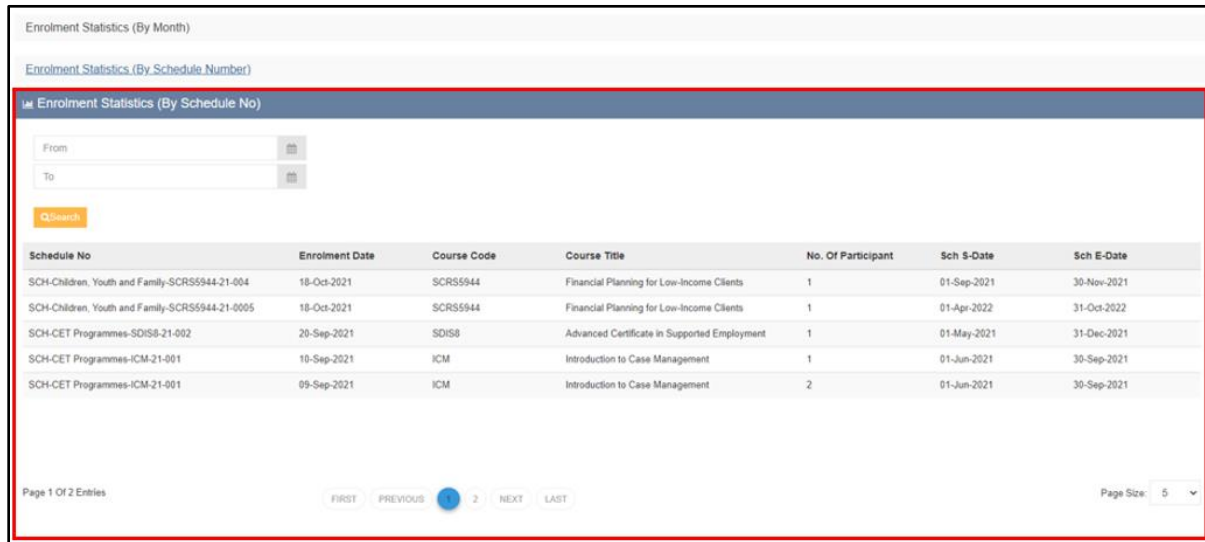 Enrolment Statistics (By Month)
Enrolment Statistics (By Schedule Number)
Enrolment Statistics (By Schedule No)
From
To
Search
Schedule No Enrolment Date Course Code Course Title No. Of Participant Sch S-Date Sch E-Date
SCH-Children, Youth and Family-SCRS5944-21-004 18-Oct-2021 SCRS5944 Financial Planning for Low-Income Clients 1 01-Sep-2021 30-Nov-2021
SCH-Children, Youth and Family-SCRS5944-21-0005 18-Oct-2021 SCRS5944 Financial Planning for Low-Income Clients 1 01-Apr-2022 31-Oct-2022
SCH-CET Programmes-SDIS8-21-002 20-Sep-2021 SDIS8 Advanced Certificate in Supported Employment 1 01-May-2021 31-Dec-2021
SCH-CET Programmes-ICM-21-001 10-Sep-2021 ICM Introduction to Case Management 1 01-Jun-2021 30-Sep-2021
SCH-CET Programmes-ICM-21-001 09-Sep-2021 ICM Introduction to Case Management 2 01-Jun-2021 30-Sep-2021
Page 1 Of 2 Entries FIRST PREVIOUS 1 2 NEXT LAST Page Size: 5